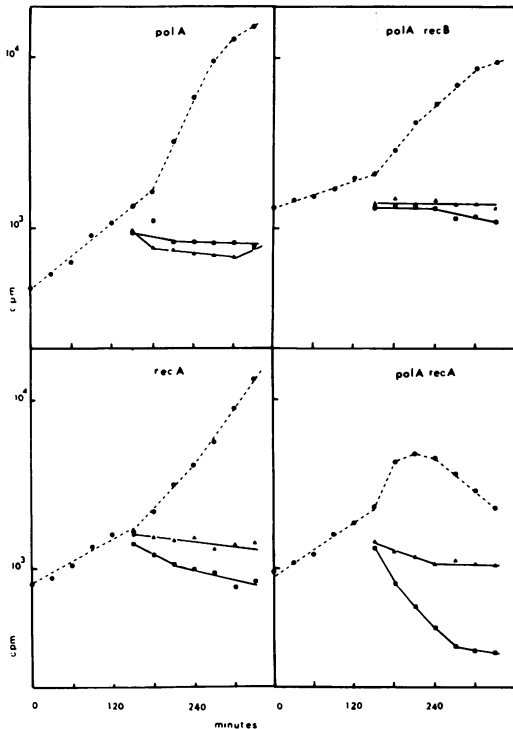 polA
polA recB
10⁴
10³
cpm
recA
polA recA
10⁴
10³
cpm
0 120 240 0 120 240
minutes